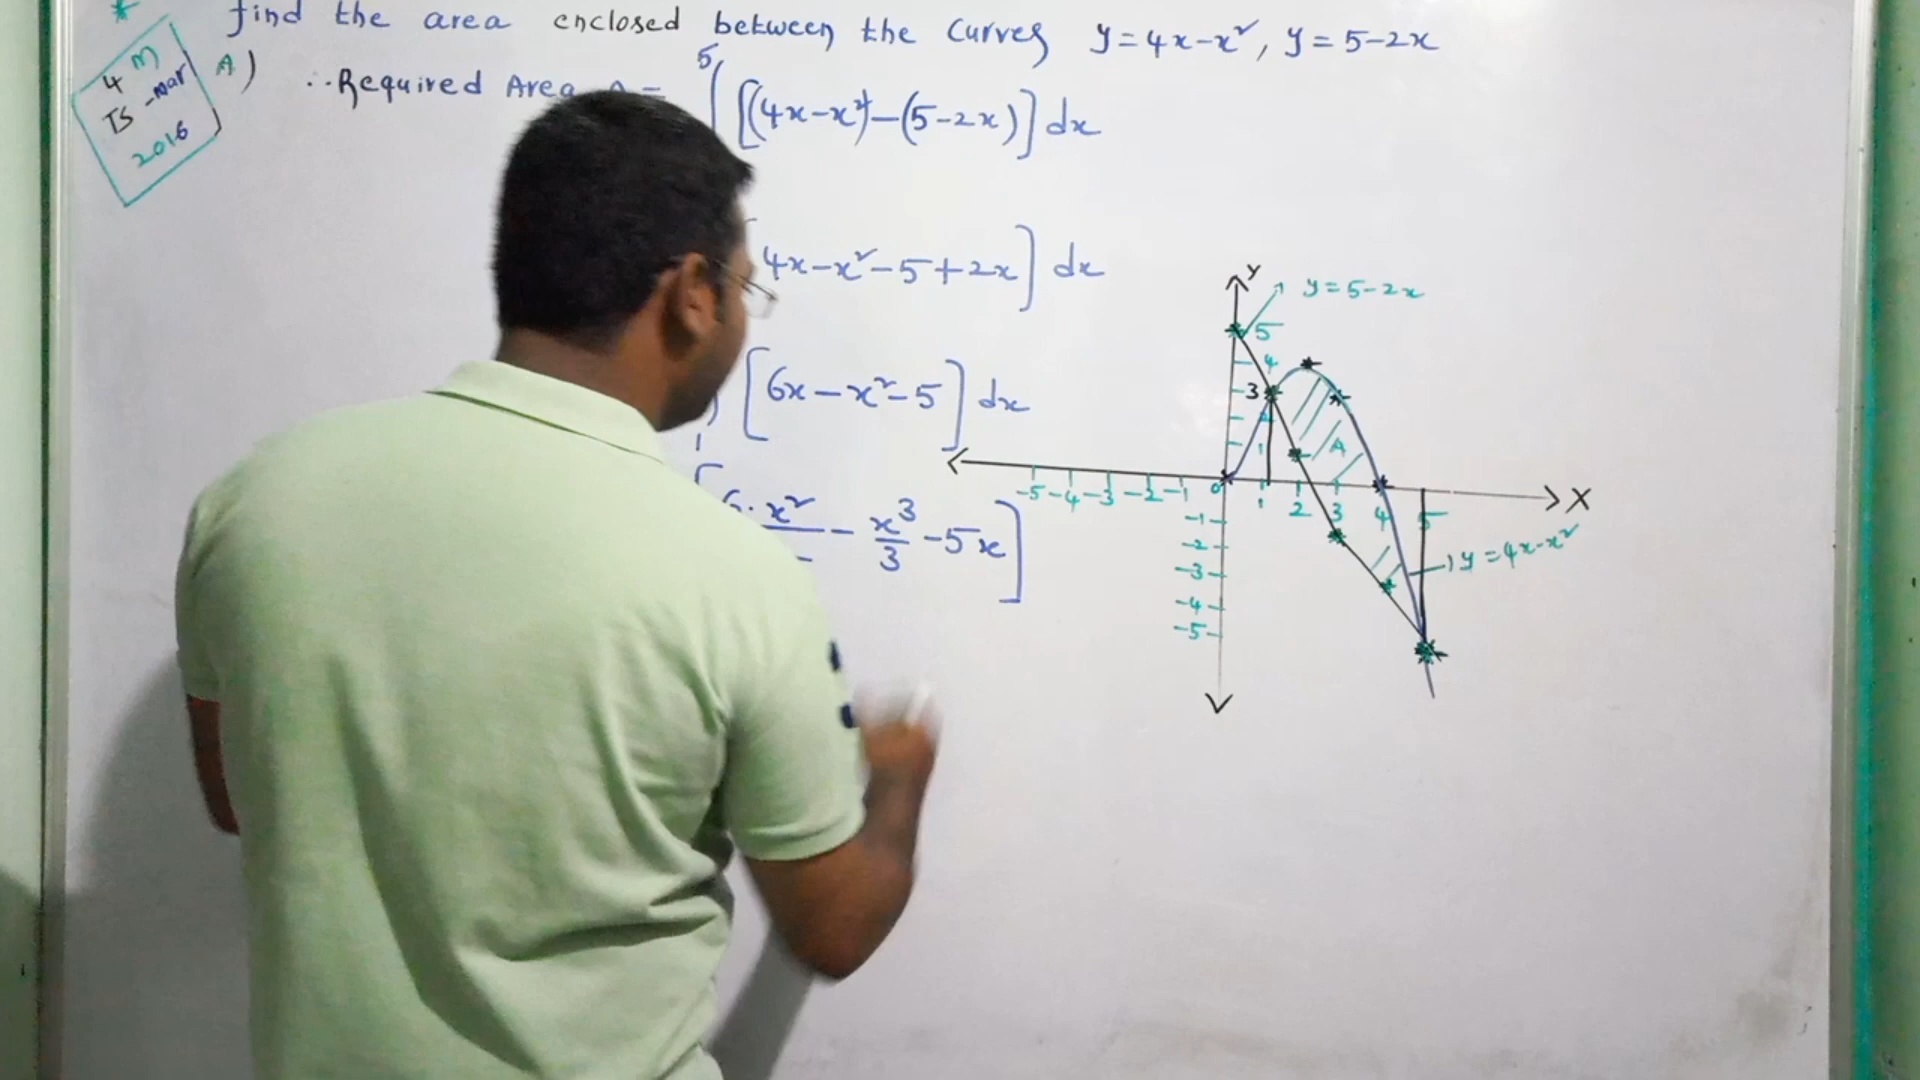 find the area enclosed between the curves y=4x-x², y=5-2x
4 M
TS -mar
2016
A) ∴ Required Area A =
5
∫ [(4x-x²)-(5-2x)] dx
4x-x²-5+2x] dx
[6x-x²-5] dx
1
6·x² - x³/3 -5x]
Y
y=5-2x
5
4
3
2
1
A
-5 -4 -3 -2 -1 0 1 2 3 4 5 X
-1
-2
-3
-4
-5
y=4x-x²